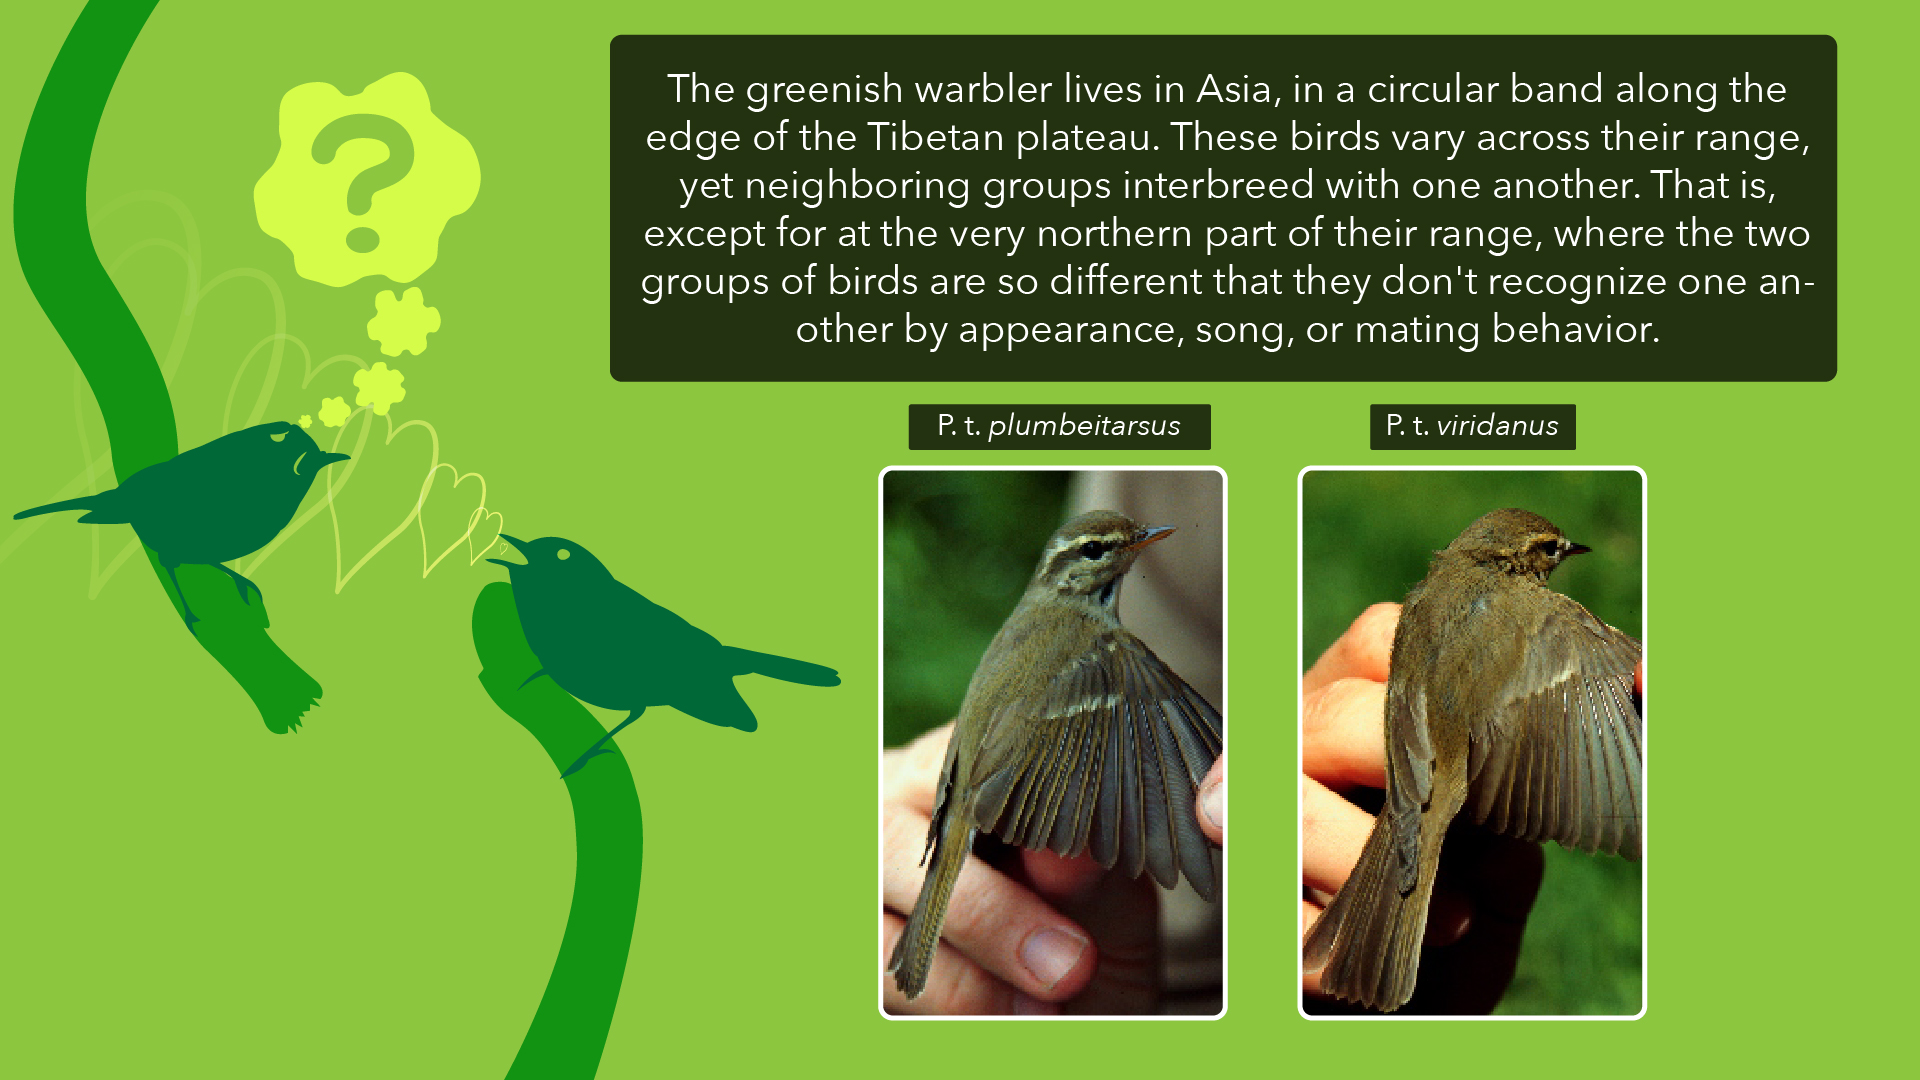 ?
The greenish warbler lives in Asia, in a circular band along the
edge of the Tibetan plateau. These birds vary across their range,
yet neighboring groups interbreed with one another. That is,
except for at the very northern part of their range, where the two
groups of birds are so different that they don't recognize one an-
other by appearance, song, or mating behavior.
P. t. plumbeitarsus
P. t. viridanus